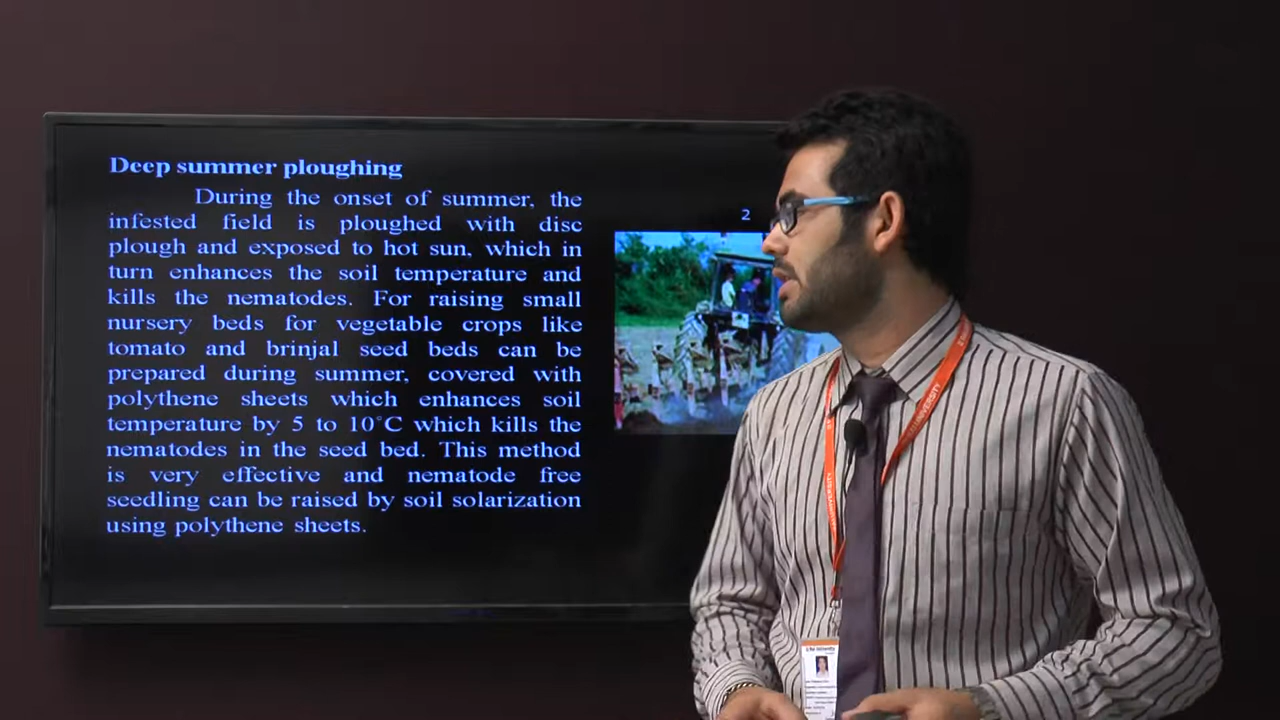 Deep summer ploughing
During the onset of summer, the
infested field is ploughed with disc
plough and exposed to hot sun, which in
turn enhances the soil temperature and
kills the nematodes. For raising small
nursery beds for vegetable crops like
tomato and brinjal seed beds can be
prepared during summer, covered with
polythene sheets which enhances soil
temperature by 5 to 10°C which kills the
nematodes in the seed bed. This method
is very effective and nematode free
seedling can be raised by soil solarization
using polythene sheets.
2
UNIVERSITY